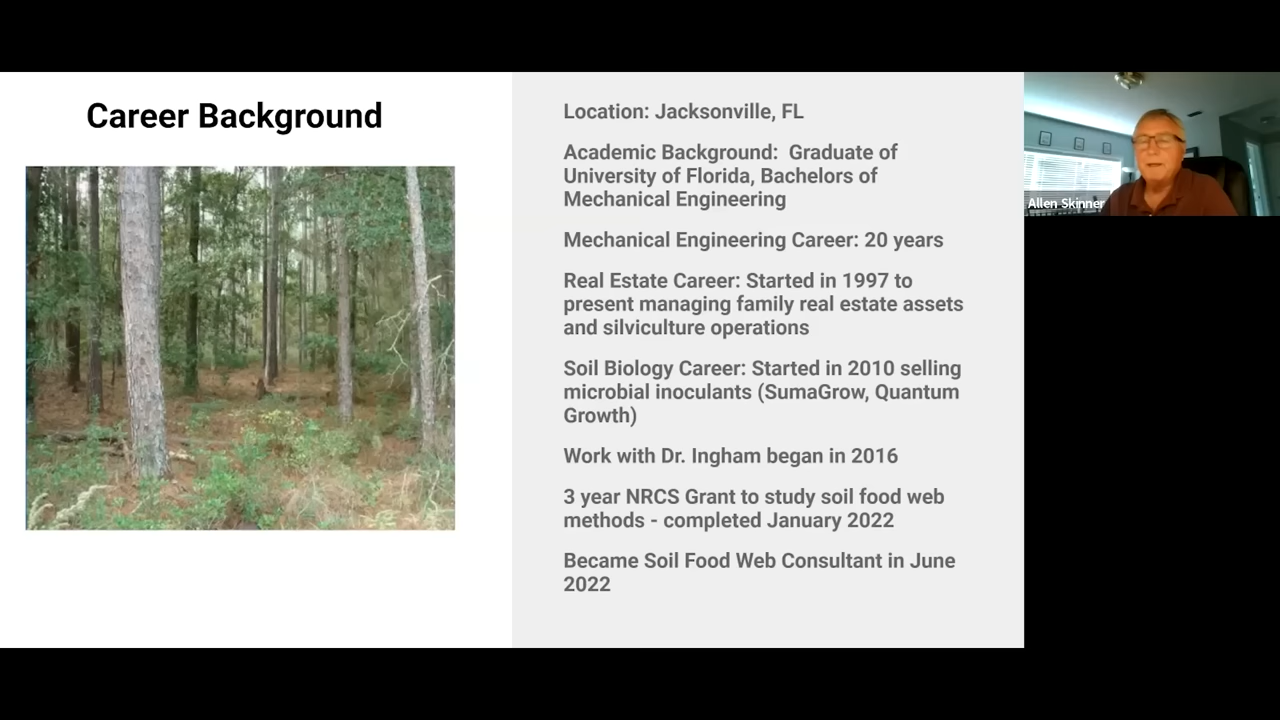 Career Background
Location: Jacksonville, FL
Academic Background:  Graduate of
University of Florida, Bachelors of
Mechanical Engineering
Mechanical Engineering Career: 20 years
Real Estate Career: Started in 1997 to
present managing family real estate assets
and silviculture operations
Soil Biology Career: Started in 2010 selling
microbial inoculants (SumaGrow, Quantum
Growth)
Work with Dr. Ingham began in 2016
3 year NRCS Grant to study soil food web
methods - completed January 2022
Became Soil Food Web Consultant in June
2022
Allen Skinner